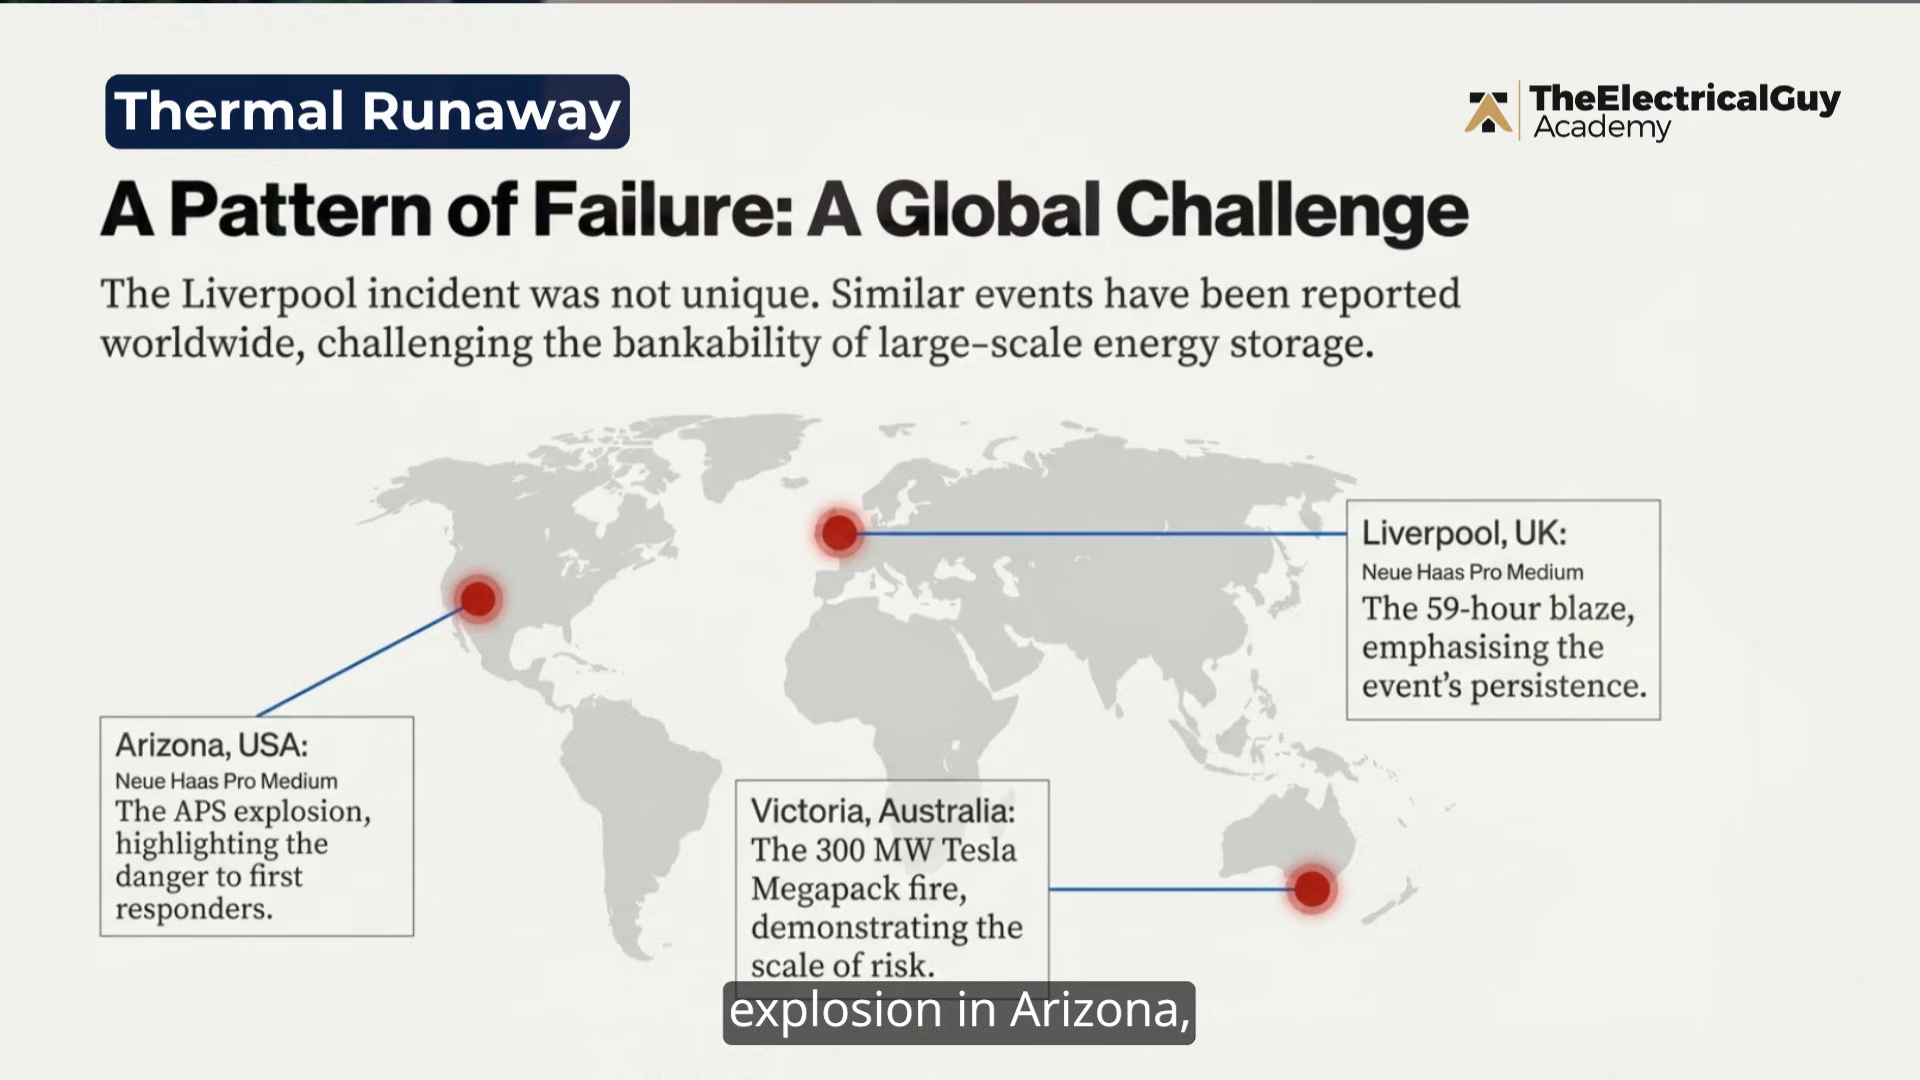 Thermal Runaway
TheElectricalGuy
Academy
A Pattern of Failure: A Global Challenge
The Liverpool incident was not unique. Similar events have been reported
worldwide, challenging the bankability of large-scale energy storage.
Liverpool, UK:
Neue Haas Pro Medium
The 59-hour blaze,
emphasising the
event's persistence.
Arizona, USA:
Neue Haas Pro Medium
The APS explosion,
highlighting the
danger to first
responders.
Victoria, Australia:
The 300 MW Tesla
Megapack fire,
demonstrating the
scale of risk.
explosion in Arizona,